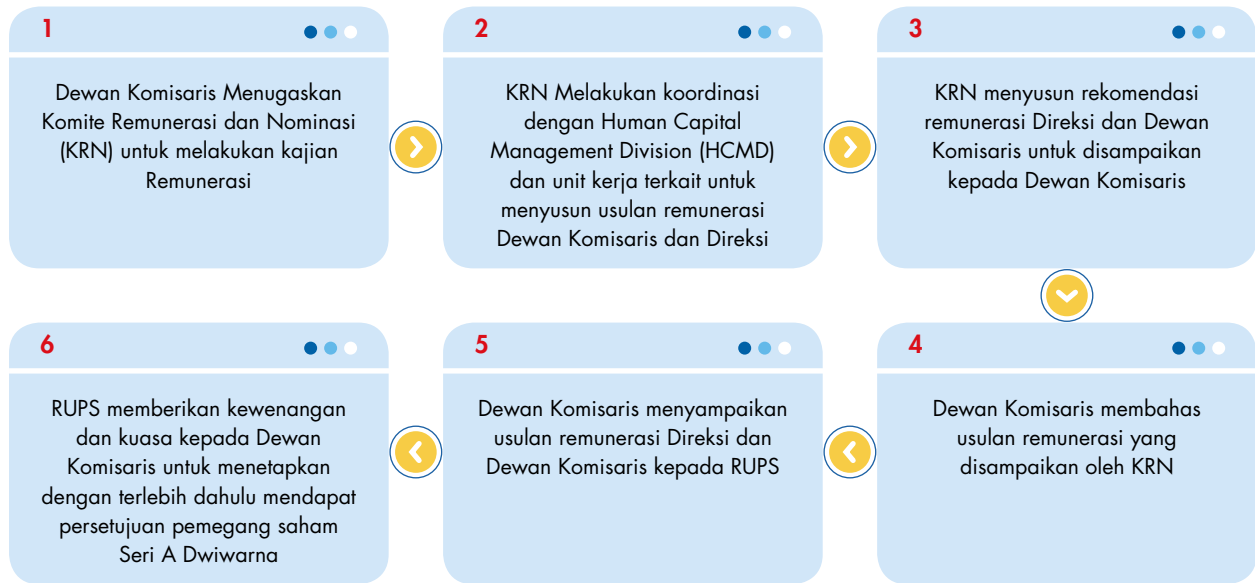 1
Dewan Komisaris Menugaskan
Komite Remunerasi dan Nominasi
(KRN) untuk melakukan kajian
Remunerasi
2
KRN Melakukan koordinasi
dengan Human Capital
Management Division (HCMD)
dan unit kerja terkait untuk
menyusun usulan remunerasi
Dewan Komisaris dan Direksi
3
KRN menyusun rekomendasi
remunerasi Direksi dan Dewan
Komisaris untuk disampaikan
kepada Dewan Komisaris
4
Dewan Komisaris membahas
usulan remunerasi yang
disampaikan oleh KRN
5
Dewan Komisaris menyampaikan
usulan remunerasi Direksi dan
Dewan Komisaris kepada RUPS
6
RUPS memberikan kewenangan
dan kuasa kepada Dewan
Komisaris untuk menetapkan
dengan terlebih dahulu mendapat
persetujuan pemegang saham
Seri A Dwiwarna